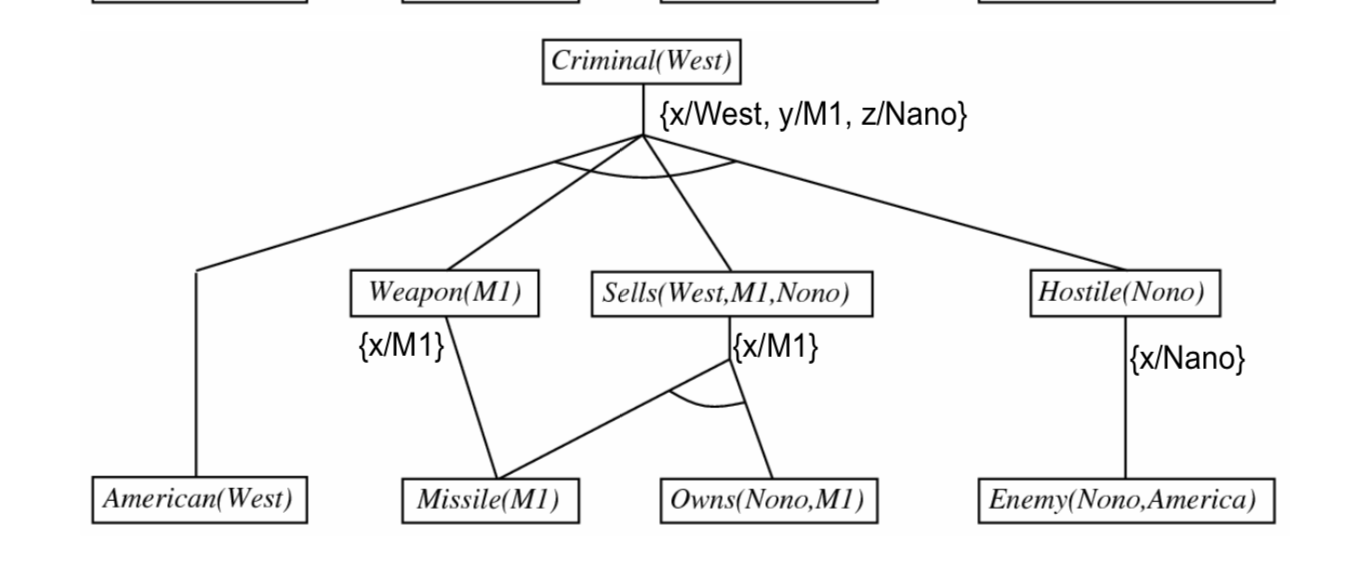 Criminal(West)
{x/West, y/M1, z/Nano}
Weapon(M1)
Sells(West,M1,Nono)
Hostile(Nono)
{x/M1}
{x/M1}
{x/Nano}
American(West)
Missile(M1)
Owns(Nono,M1)
Enemy(Nono,America)